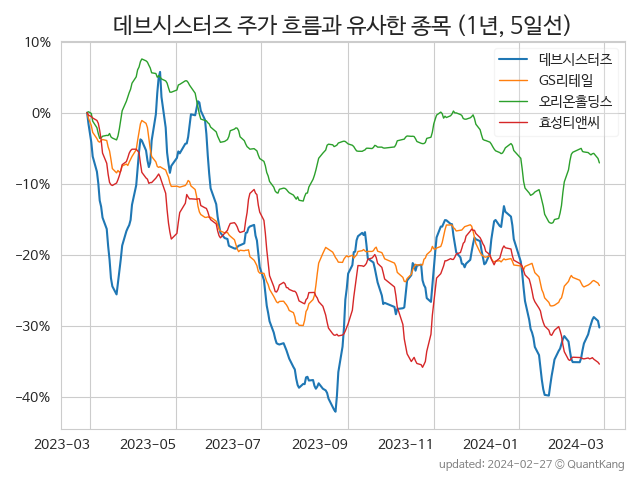 데브시스터즈 주가 흐름과 유사한 종목 (1년, 5일선)
10%
0%
−10%
−20%
−30%
−40%
데브시스터즈
GS리테일
오리온홀딩스
효성티앤씨
2023-03
2023-05
2023-07
2023-09
2023-11
2024-01
2024-03
updated: 2024-02-27 © QuantKang